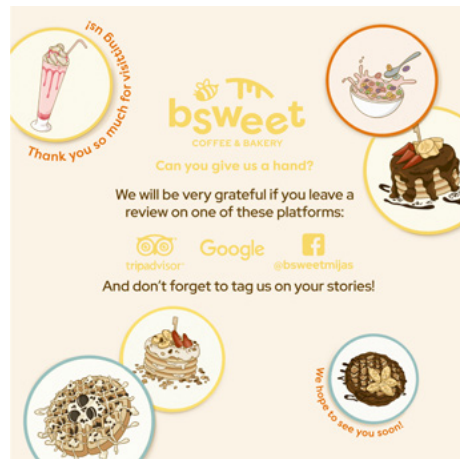 Thank you so much for visitting us!
bsweet
COFFEE & BAKERY
Can you give us a hand?
We will be very grateful if you leave a
review on one of these platforms:
tripadvisor
Google
@bsweetmijas
And don't forget to tag us on your stories!
We hope to see you soon!